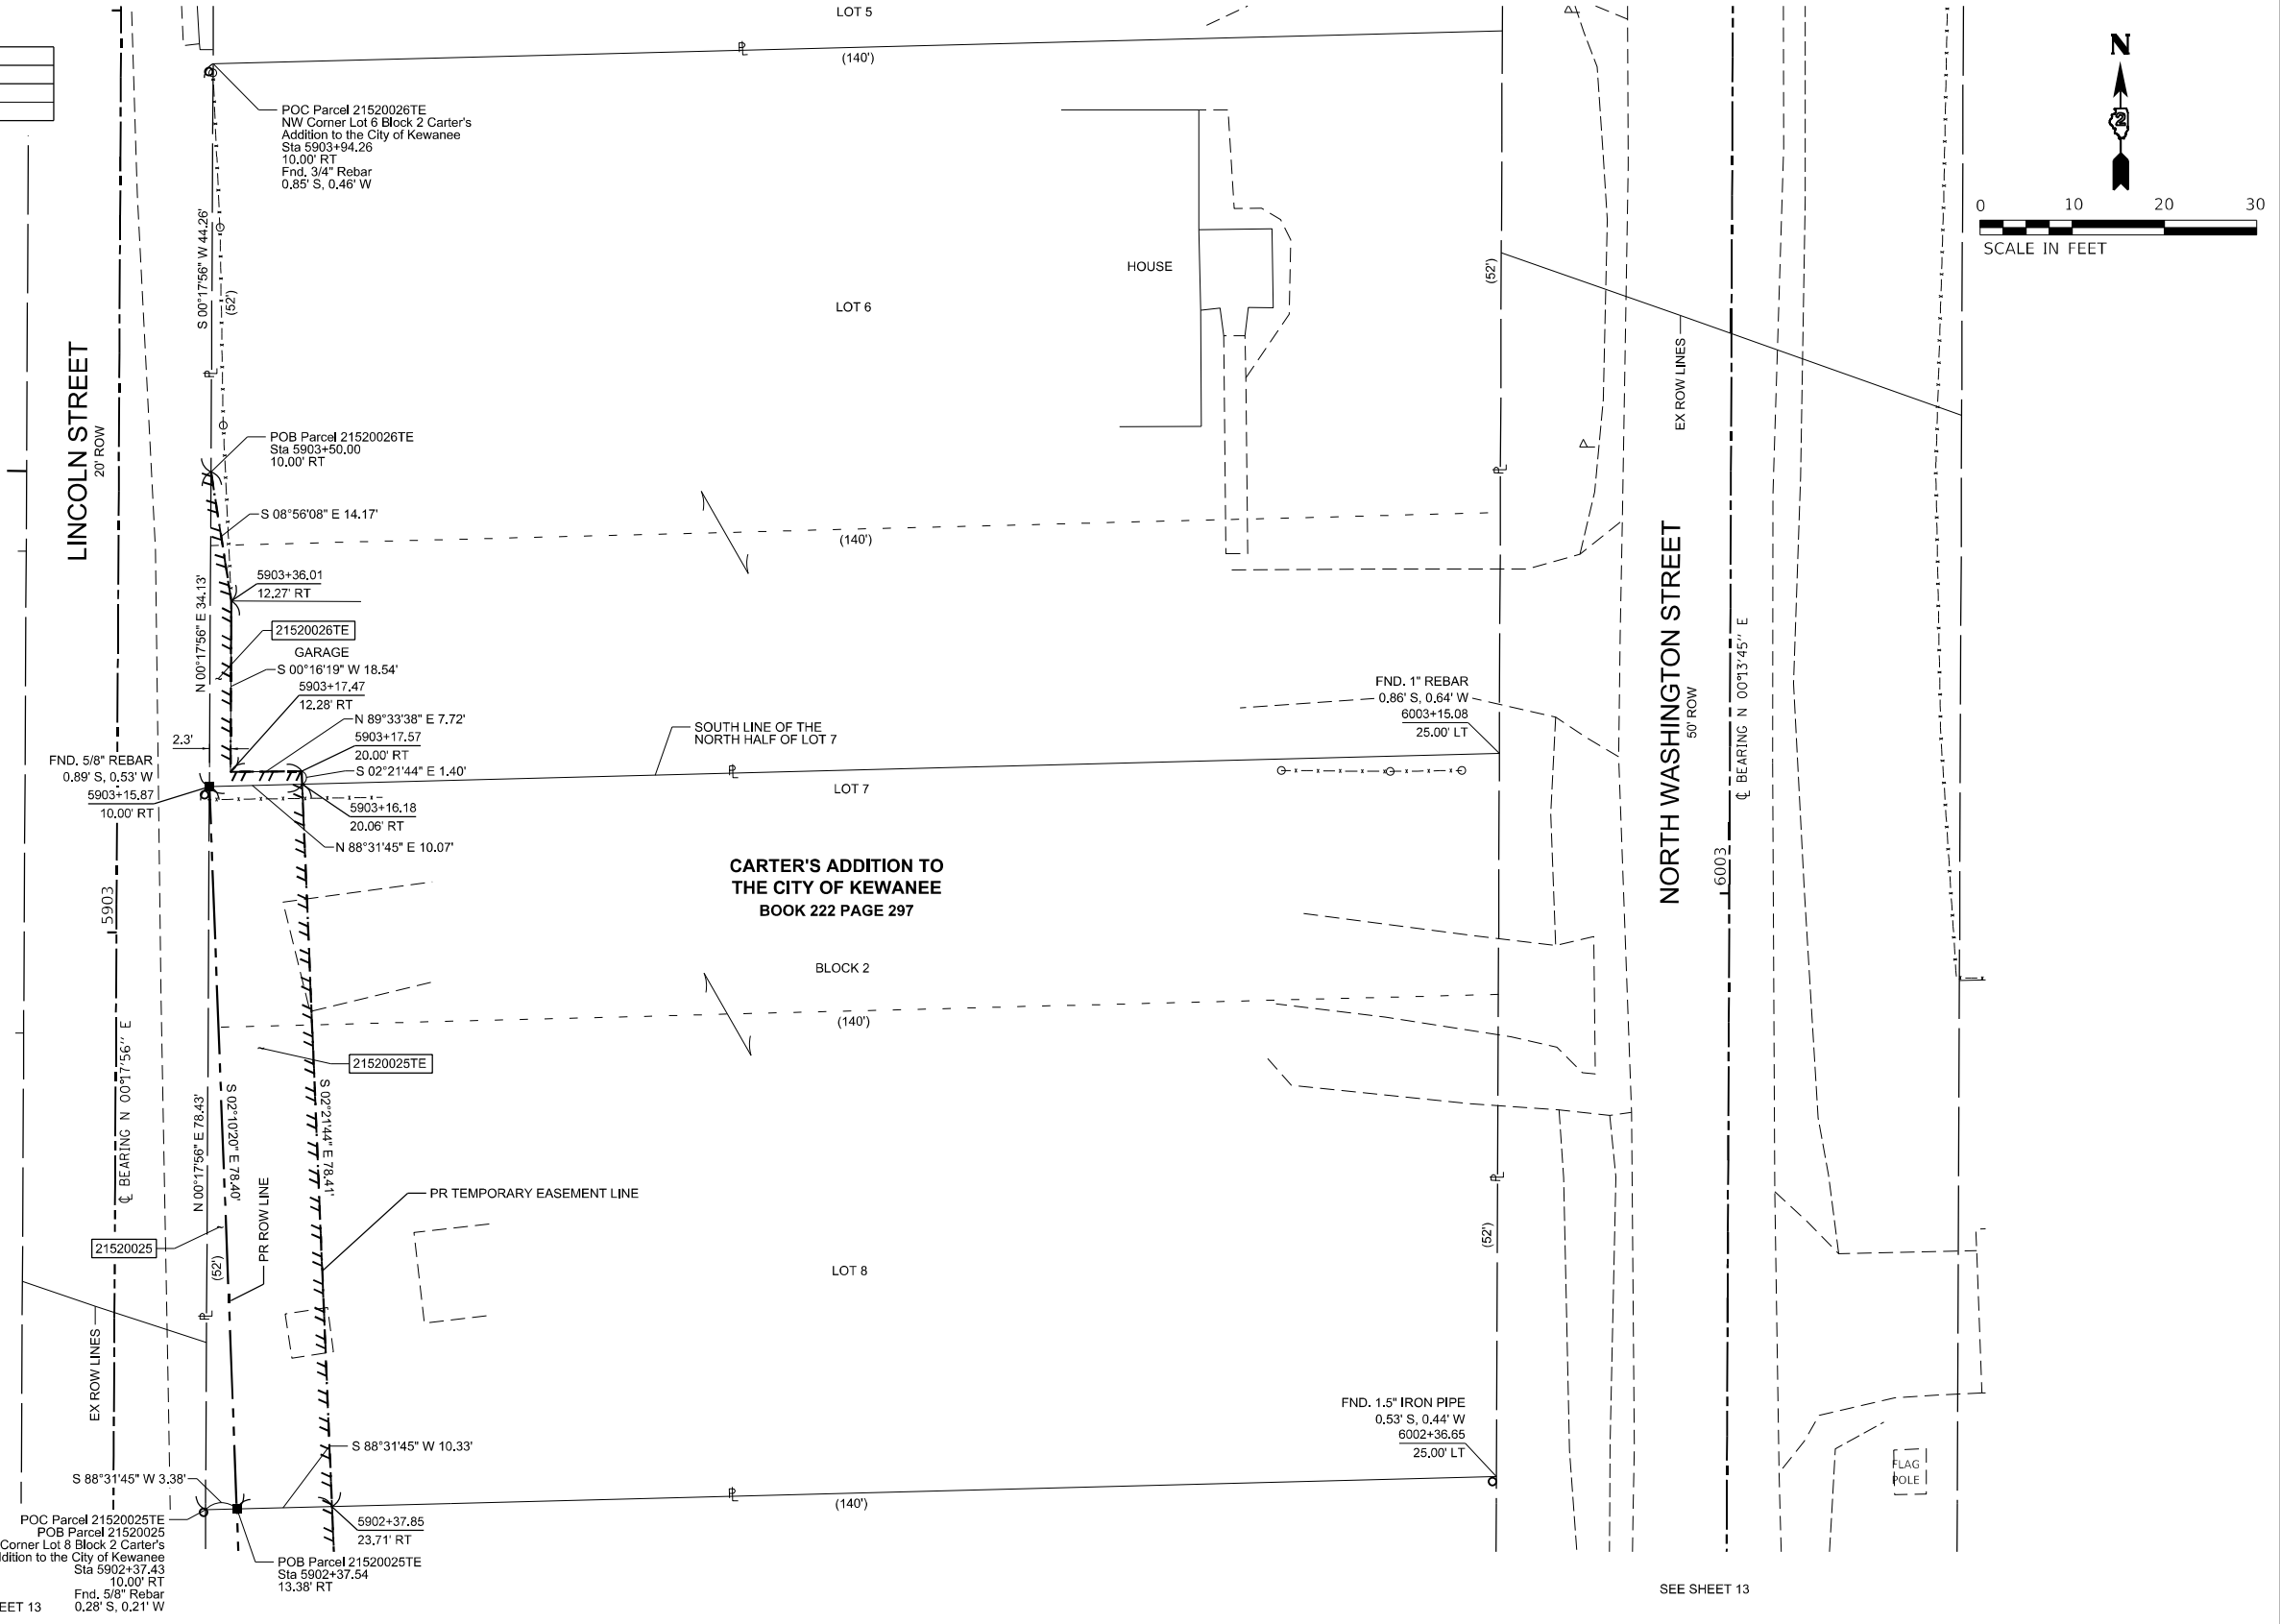 LOT 5
(140')
N
2
0 10 20 30
SCALE IN FEET
POC Parcel 21520026TE
NW Corner Lot 6 Block 2 Carter's
Addition to the City of Kewanee
Sta 5903+94.26
10.00' RT
Fnd. 3/4" Rebar
0.85' S, 0.46' W
S 00°17'56" W 44.26'
(52')
HOUSE
LOT 6
(52')
EX ROW LINES
LINCOLN STREET
20' ROW
POB Parcel 21520026TE
Sta 5903+50.00
10.00' RT
S 08°56'08" E 14.17'
(140')
5903+36.01
12.27' RT
N 00°17'56" E 34.13'
21520026TE
GARAGE
S 00°16'19" W 18.54'
5903+17.47
12.28' RT
N 89°33'38" E 7.72'
5903+17.57
20.00' RT
S 02°21'44" E 1.40'
2.3'
FND. 5/8" REBAR
0.89' S, 0.53' W
5903+15.87
10.00' RT
5903+16.18
20.06' RT
N 88°31'45" E 10.07'
SOUTH LINE OF THE
NORTH HALF OF LOT 7
LOT 7
FND. 1" REBAR
0.86' S, 0.64' W
6003+15.08
25.00' LT
NORTH WASHINGTON STREET
50' ROW
℄ BEARING N 00°13'45" E
6003
CARTER'S ADDITION TO
THE CITY OF KEWANEE
BOOK 222 PAGE 297
5903
BLOCK 2
(140')
℄ BEARING N 00°17'56" E
21520025TE
N 00°17'56" E 78.43'
S 02°10'20" E 78.40'
S 02°21'44" E 78.41'
PR ROW LINE
PR TEMPORARY EASEMENT LINE
21520025
(52')
LOT 8
(52')
EX ROW LINES
FND. 1.5" IRON PIPE
0.53' S, 0.44' W
6002+36.65
25.00' LT
FLAG
POLE
S 88°31'45" W 10.33'
S 88°31'45" W 3.38'
(140')
5902+37.85
23.71' RT
POC Parcel 21520025TE
POB Parcel 21520025
Corner Lot 8 Block 2 Carter's
dition to the City of Kewanee
Sta 5902+37.43
10.00' RT
Fnd. 5/8" Rebar
0.28' S, 0.21' W
POB Parcel 21520025TE
Sta 5902+37.54
13.38' RT
EET 13
SEE SHEET 13